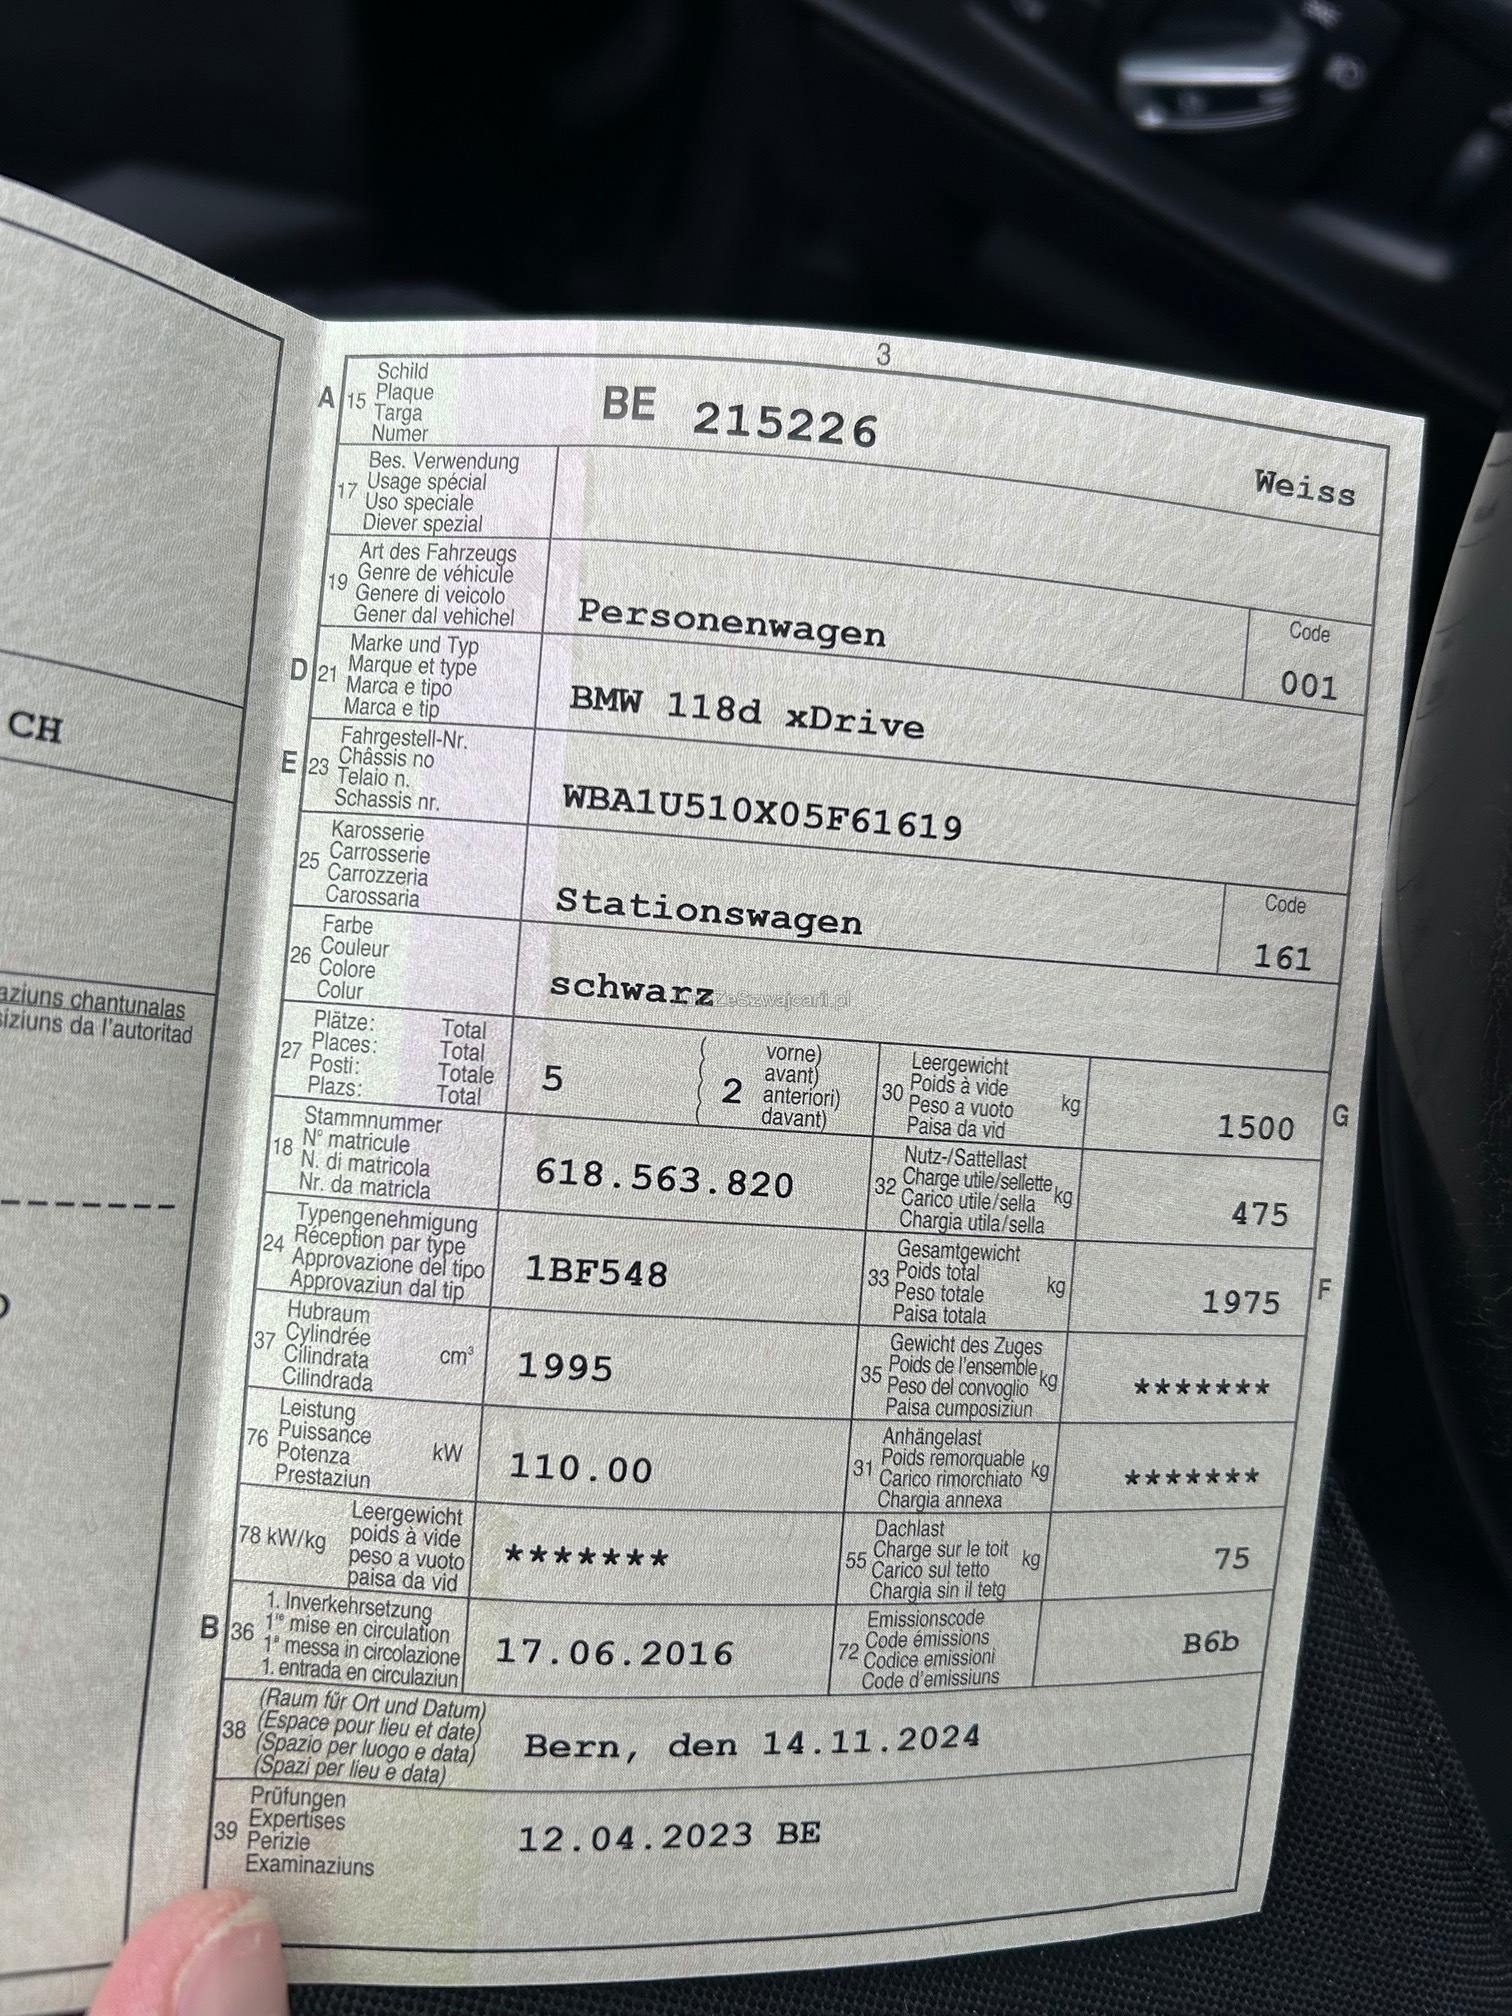 3
A 15 Schild
Plaque
Targa
Numer
BE 215226
Weiss
17 Bes. Verwendung
Usage spécial
Uso speciale
Diever spezial
19 Art des Fahrzeugs
Genre de véhicule
Genere di veicolo
Gener dal vehichel
Personenwagen
Code
001
D 21 Marke und Typ
Marque et type
Marca e tipo
Marca e tip
BMW 118d xDrive
E 23 Fahrgestell-Nr.
Châssis no
Telaio n.
Schassis nr.
WBA1U510X05F61619
25 Karosserie
Carrosserie
Carrozzeria
Carossaria
Stationswagen
Code
161
26 Farbe
Couleur
Colore
Colur
schwarz
ZeSzwajcarii.pl
27 Plätze: Total
Places: Total
Posti: Totale
Plazs: Total
5
( 2 vorne)
avant)
anteriori)
davant)
30 Leergewicht
Poids à vide
Peso a vuoto
Paisa da vid
kg
1500
G
18 Stammnummer
N° matricule
N. di matricola
Nr. da matricla
618.563.820
32 Nutz-/Sattellast
Charge utile/sellette
Carico utile/sella
Chargia utila/sella
kg
475
24 Typengenehmigung
Réception par type
Approvazione del tipo
Approvaziun dal tip
1BF548
33 Gesamtgewicht
Poids total
Peso totale
Paisa totala
kg
1975
F
37 Hubraum
Cylindrée
Cilindrata
Cilindrada
cm³
1995
35 Gewicht des Zuges
Poids de l'ensemble
Peso del convoglio
Paisa cumposiziun
kg
*******
76 Leistung
Puissance
Potenza
Prestaziun
kW
110.00
31 Anhängelast
Poids remorquable
Carico rimorchiato
Chargia annexa
kg
*******
78 kW/kg Leergewicht
poids à vide
peso a vuoto
paisa da vid
*******
55 Dachlast
Charge sur le toit
Carico sul tetto
Chargia sin il tetg
kg
75
B 36 1. Inverkehrsetzung
1re mise en circulation
1a messa in circolazione
1. entrada en circulaziun
17.06.2016
72 Emissionscode
Code émissions
Codice emissioni
Code d'emissiuns
B6b
38 (Raum für Ort und Datum)
(Espace pour lieu et date)
(Spazio per luogo e data)
(Spazi per lieu e data)
Bern, den 14.11.2024
39 Prüfungen
Expertises
Perizie
Examinaziuns
12.04.2023 BE
CH
chantunalas
da l'autoritad